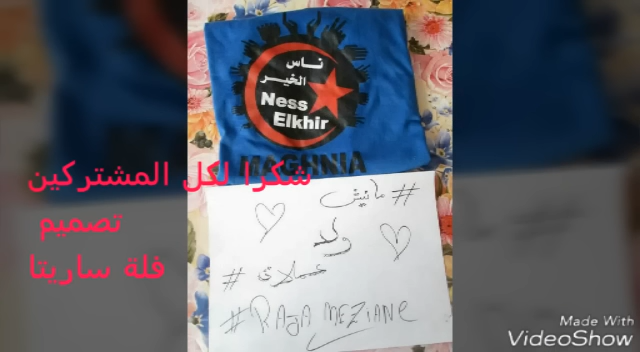 ناس
الخير
Ness
Elkhir
MAGHNIA
شكرا لكل المشتركين
تصميم
فلة ساريتا
#مانيش
ولد
#
#RAJA MEZIANE
Made With
VideoShow